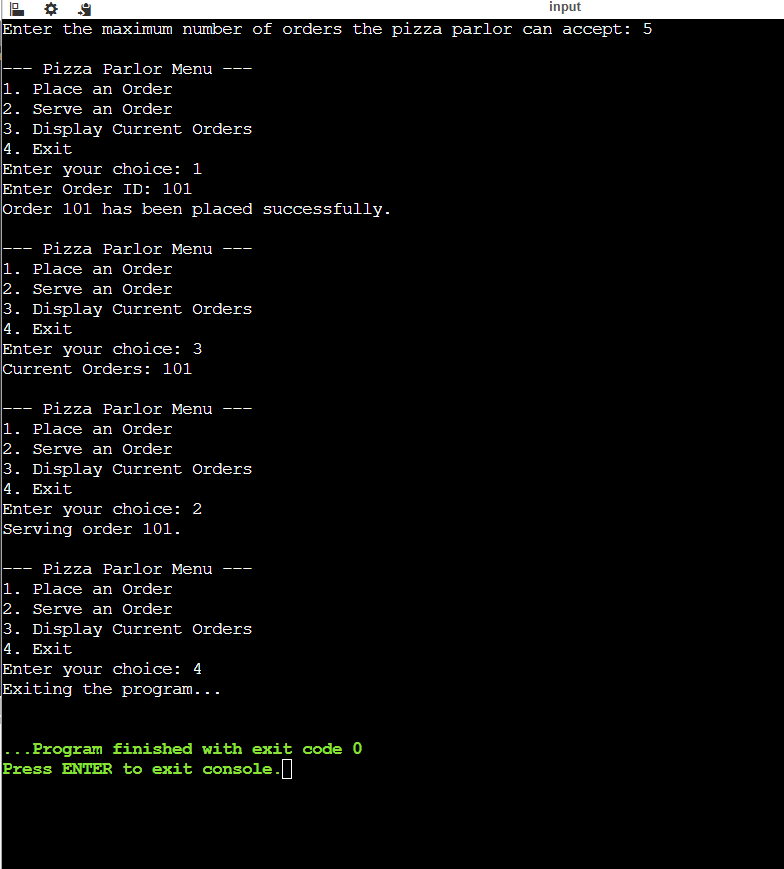 input
Enter the maximum number of orders the pizza parlor can accept: 5
--- Pizza Parlor Menu ---
1. Place an Order
2. Serve an Order
3. Display Current Orders
4. Exit
Enter your choice: 1
Enter Order ID: 101
Order 101 has been placed successfully.
--- Pizza Parlor Menu ---
1. Place an Order
2. Serve an Order
3. Display Current Orders
4. Exit
Enter your choice: 3
Current Orders: 101
--- Pizza Parlor Menu ---
1. Place an Order
2. Serve an Order
3. Display Current Orders
4. Exit
Enter your choice: 2
Serving order 101.
--- Pizza Parlor Menu ---
1. Place an Order
2. Serve an Order
3. Display Current Orders
4. Exit
Enter your choice: 4
Exiting the program...
...Program finished with exit code 0
Press ENTER to exit console.